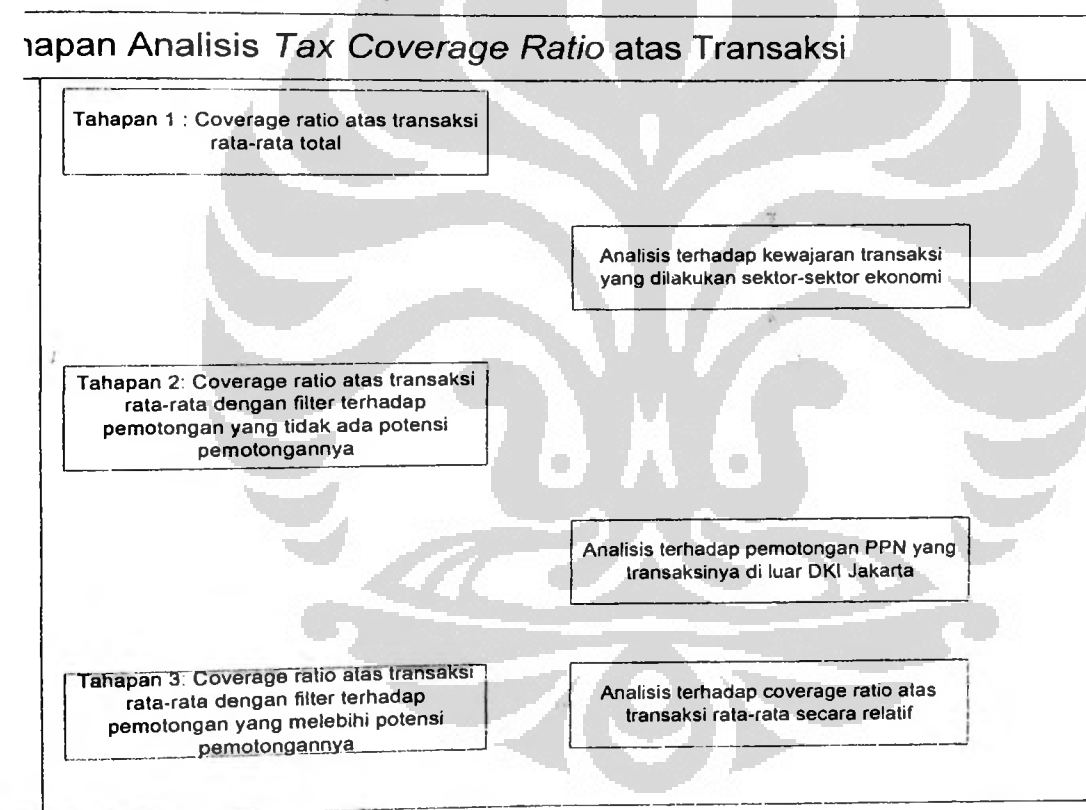 apan Analisis Tax Coverage Ratio atas Transaksi
Tahapan 1 : Coverage ratio atas transaksi
rata-rata total
Analisis terhadap kewajaran transaksi
yang dilakukan sektor-sektor ekonomi
Tahapan 2: Coverage ratio atas transaksi
rata-rata dengan filter terhadap
pemotongan yang tidak ada potensi
pemotongannya
Analisis terhadap pemotongan PPN yang
transaksinya di luar DKI Jakarta
Tahapan 3: Coverage ratio atas transaksi
rata-rata dengan filter terhadap
pemotongan yang melebihi potensi
pemotongannya
Analisis terhadap coverage ratio atas
transaksi rata-rata secara relatif